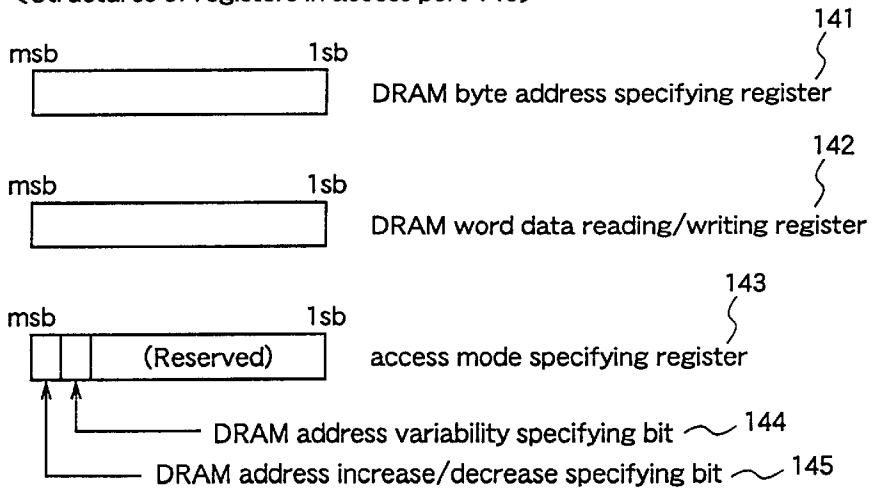 141
msb 1sb
DRAM byte address specifying register
142
msb 1sb
DRAM word data reading/writing register
143
msb 1sb
(Reserved) access mode specifying register
DRAM address variability specifying bit 144
DRAM address increase/decrease specifying bit 145